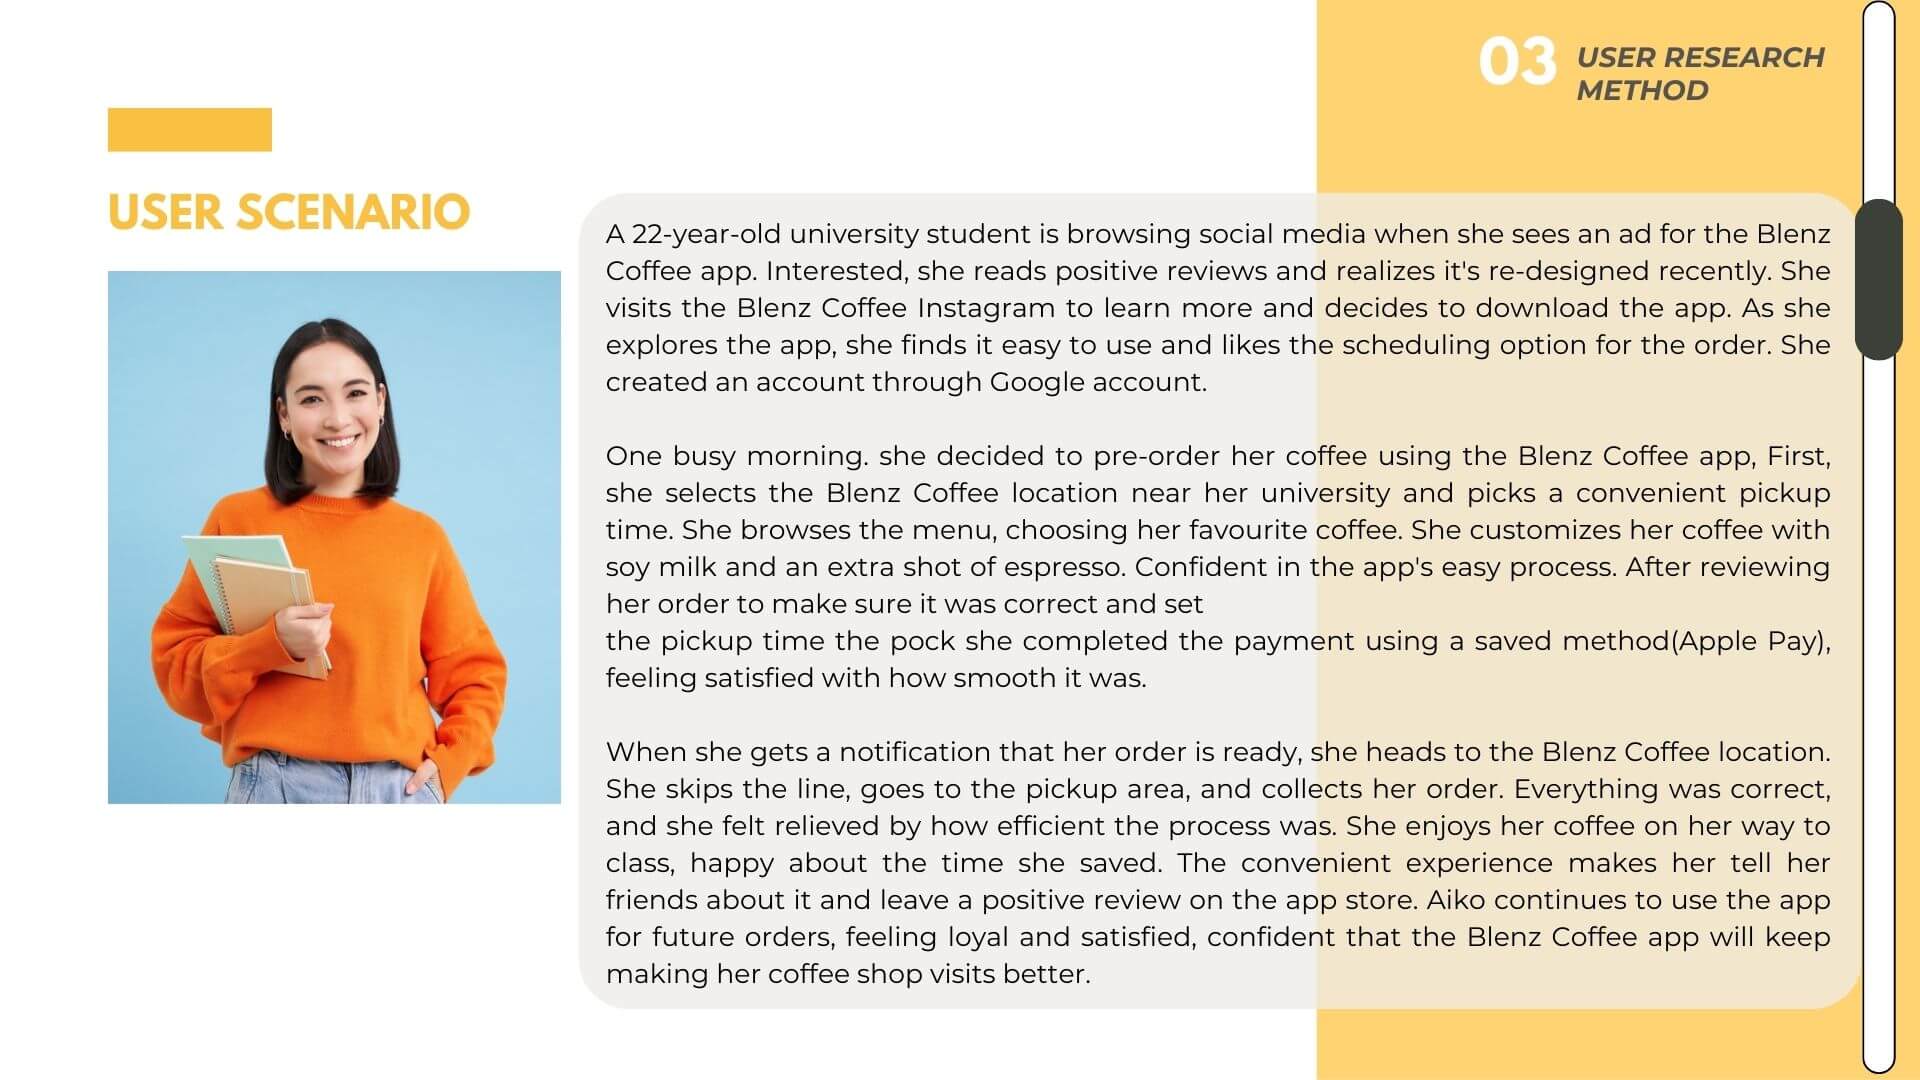 03 USER RESEARCH
METHOD
USER SCENARIO
A 22-year-old university student is browsing social media when she sees an ad for the Blenz
Coffee app. Interested, she reads positive reviews and realizes it's re-designed recently. She
visits the Blenz Coffee Instagram to learn more and decides to download the app. As she
explores the app, she finds it easy to use and likes the scheduling option for the order. She
created an account through Google account.
One busy morning. she decided to pre-order her coffee using the Blenz Coffee app, First,
she selects the Blenz Coffee location near her university and picks a convenient pickup
time. She browses the menu, choosing her favourite coffee. She customizes her coffee with
soy milk and an extra shot of espresso. Confident in the app's easy process. After reviewing
her order to make sure it was correct and set
the pickup time the pock she completed the payment using a saved method(Apple Pay),
feeling satisfied with how smooth it was.
When she gets a notification that her order is ready, she heads to the Blenz Coffee location.
She skips the line, goes to the pickup area, and collects her order. Everything was correct,
and she felt relieved by how efficient the process was. She enjoys her coffee on her way to
class, happy about the time she saved. The convenient experience makes her tell her
friends about it and leave a positive review on the app store. Aiko continues to use the app
for future orders, feeling loyal and satisfied, confident that the Blenz Coffee app will keep
making her coffee shop visits better.